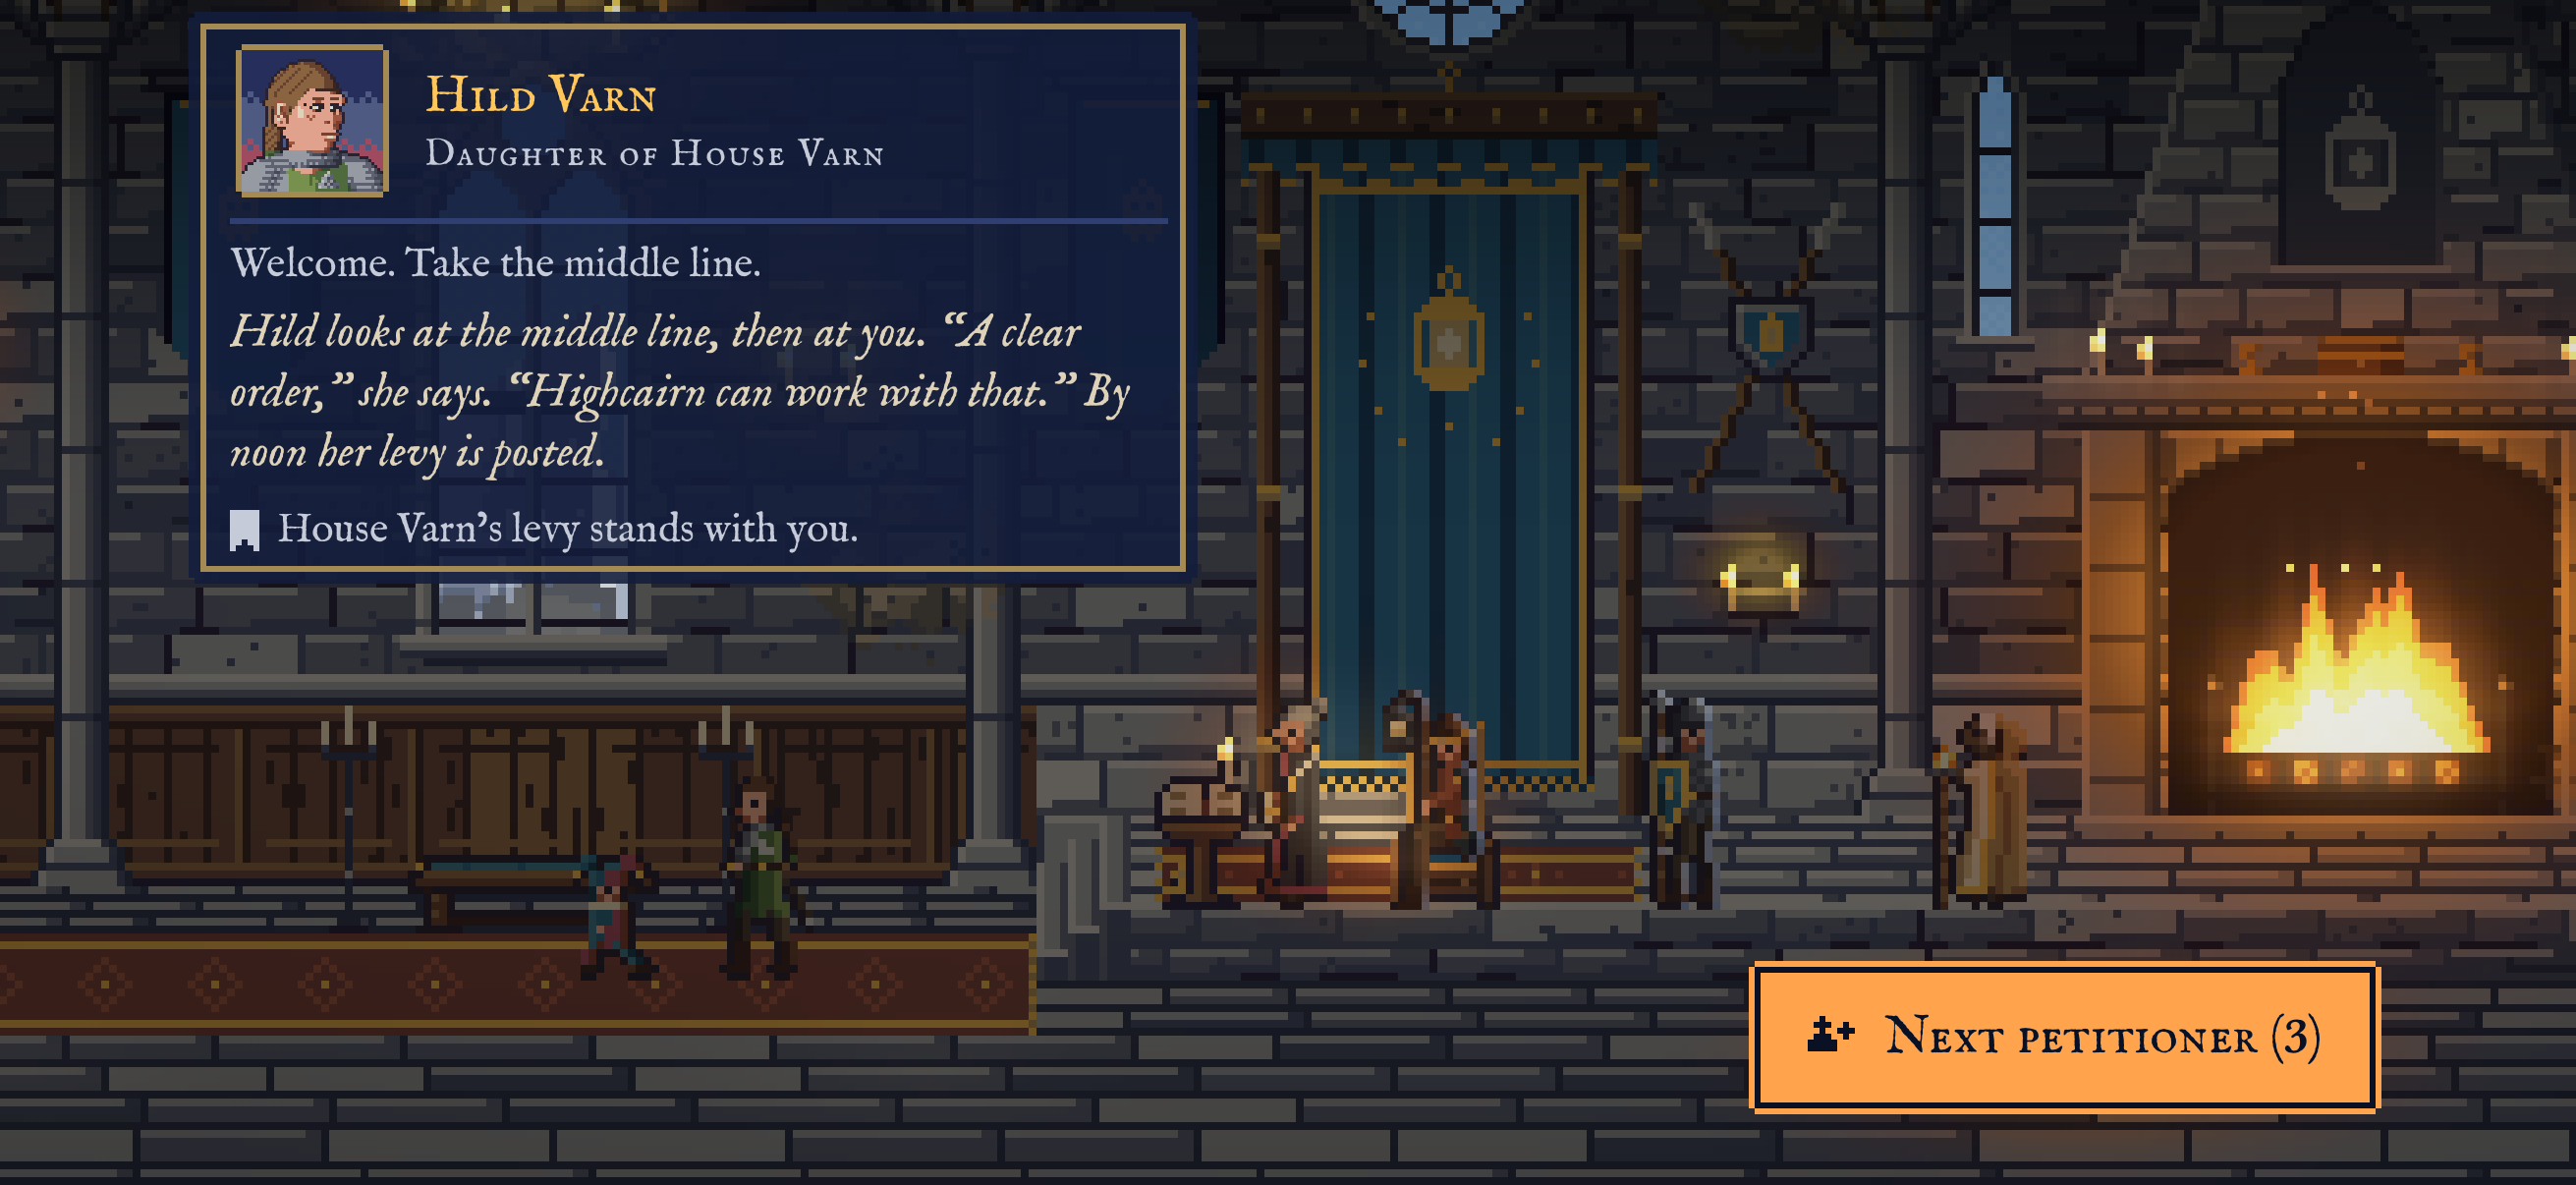 Hild Varn
Daughter of House Varn
Welcome. Take the middle line.
Hild looks at the middle line, then at you. “A clear
order,” she says. “Highcairn can work with that.” By
noon her levy is posted.
House Varn’s levy stands with you.
Next petitioner (3)